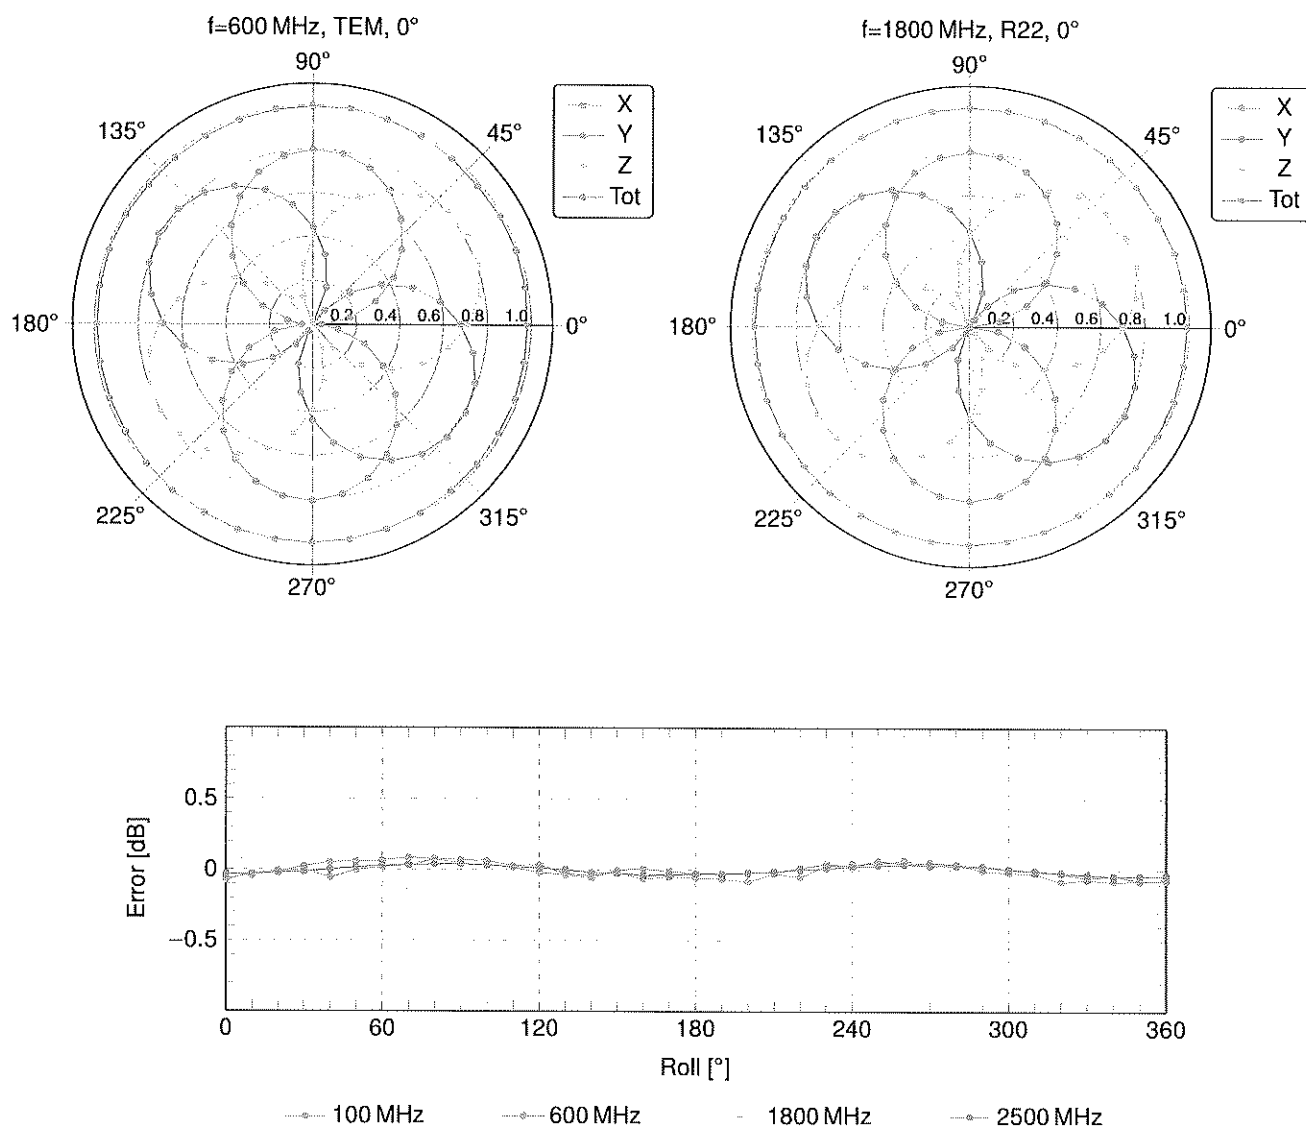 f=600 MHz, TEM, 0°
90°
135°
45°
X
Y
Z
Tot
180°
0.2 0.4 0.6 0.8 1.0
0°
225°
315°
270°
f=1800 MHz, R22, 0°
90°
135°
45°
X
Y
Z
Tot
180°
0.2 0.4 0.6 0.8 1.0
0°
225°
315°
270°
Error [dB]
0.5
0
−0.5
0 60 120 180 240 300 360
Roll [°]
100 MHz 600 MHz 1800 MHz 2500 MHz